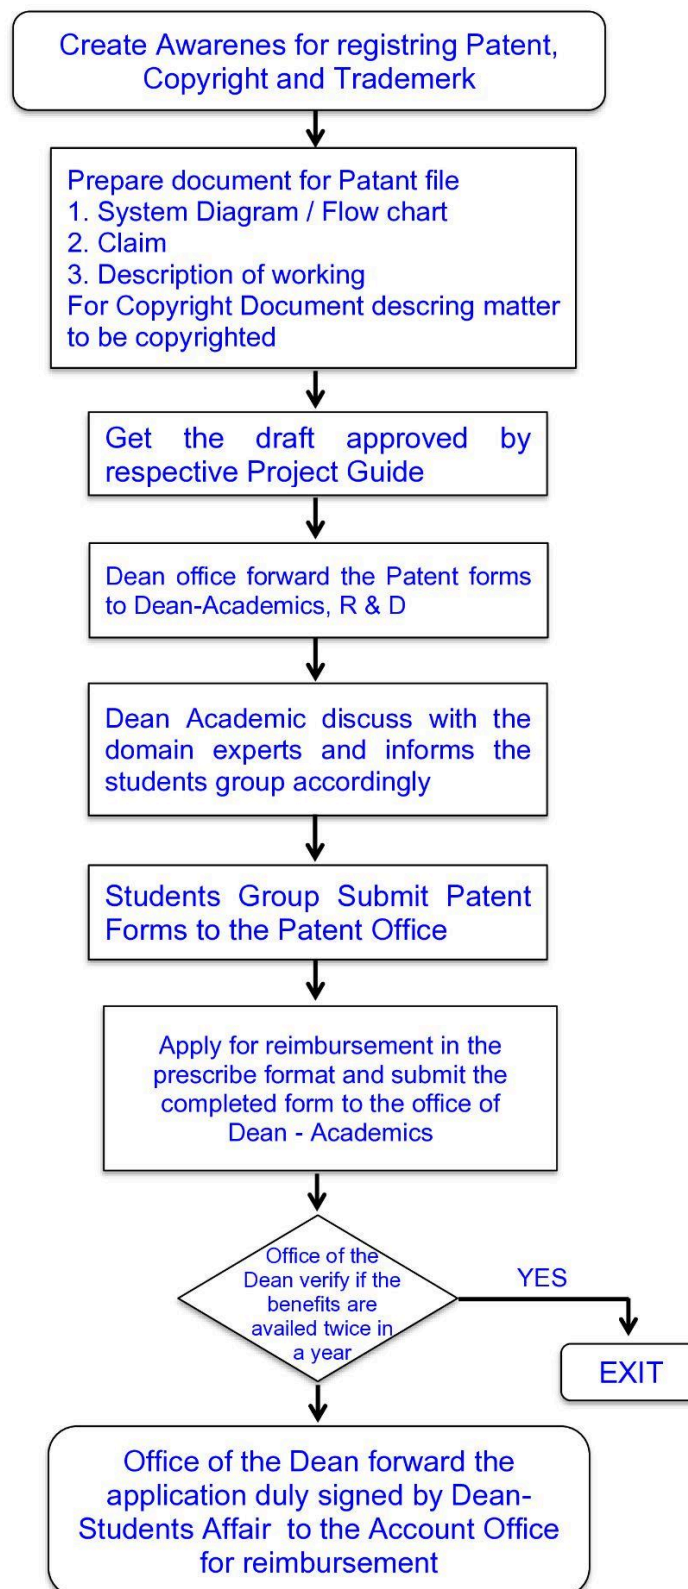 Create Awarenes for registring Patent,
Copyright and Trademerk
Prepare document for Patant file
1. System Diagram / Flow chart
2. Claim
3. Description of working
For Copyright Document descring matter
to be copyrighted
Get the draft approved by
respective Project Guide
Dean office forward the Patent forms
to Dean-Academics, R & D
Dean Academic discuss with the
domain experts and informs the
students group accordingly
Students Group Submit Patent
Forms to the Patent Office
Apply for reimbursement in the
prescribe format and submit the
completed form to the office of
Dean - Academics
Office of the
Dean verify if the
benefits are
availed twice in
a year
YES
EXIT
Office of the Dean forward the
application duly signed by Dean-
Students Affair to the Account Office
for reimbursement